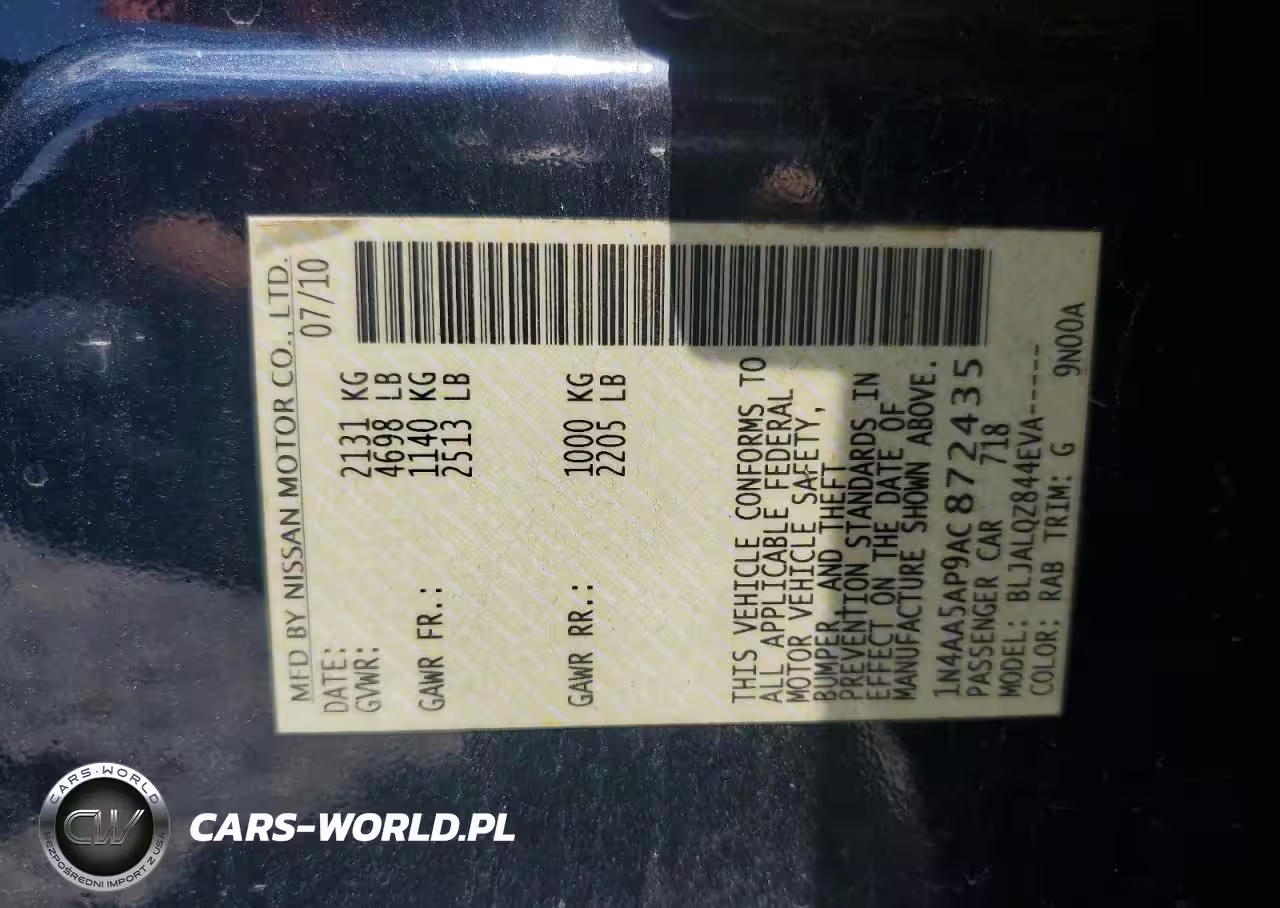 MFD BY NISSAN MOTOR CO., LTD.
DATE: 07/10
GVWR: 2131 KG
4698 LB
GAWR FR.: 1140 KG
2513 LB
GAWR RR.: 1000 KG
2205 LB
THIS VEHICLE CONFORMS TO
ALL APPLICABLE FEDERAL
MOTOR VEHICLE SAFETY,
BUMPER AND THEFT
PREVENTION STANDARDS IN
EFFECT ON THE DATE OF
MANUFACTURE SHOWN ABOVE.
1N4AA5AP9AC872435
PASSENGER CAR 718
MODEL: BLJALQZ844EVA-----
COLOR: RAB TRIM: G 9N00A
CARS-WORLD
CW
BEZPOŚREDNI IMPORT Z USA
CARS-WORLD.PL